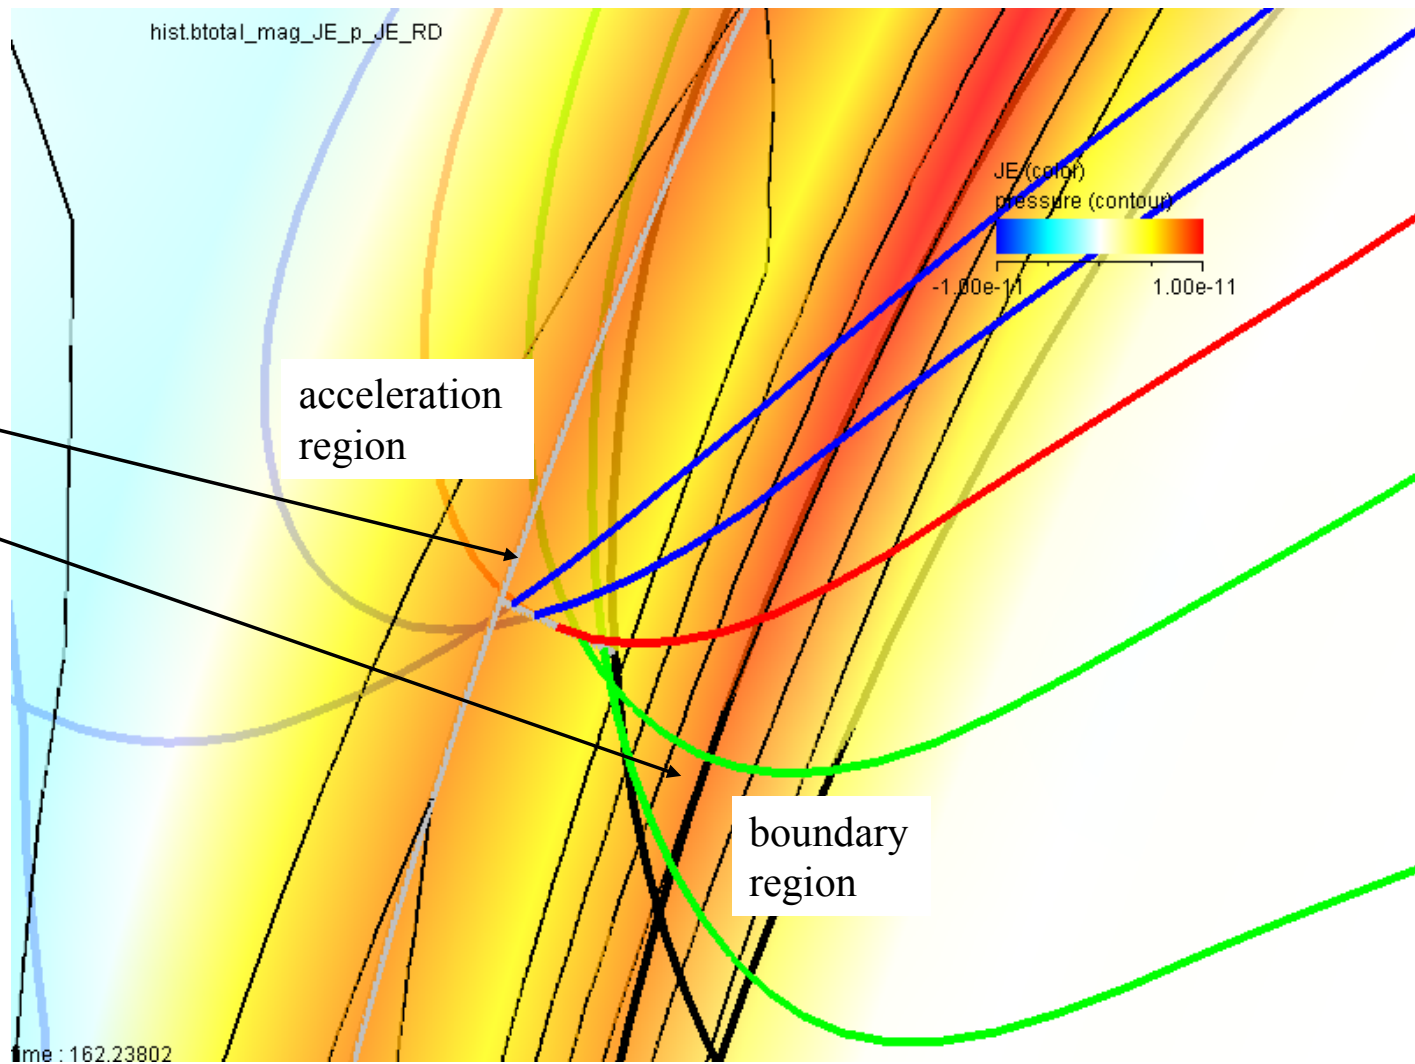 hist.btotal_mag_JE_p_JE_RD
JE (color)
pressure (contour)
-1.00e-11
1.00e-11
acceleration
region
boundary
region
time : 162.23802